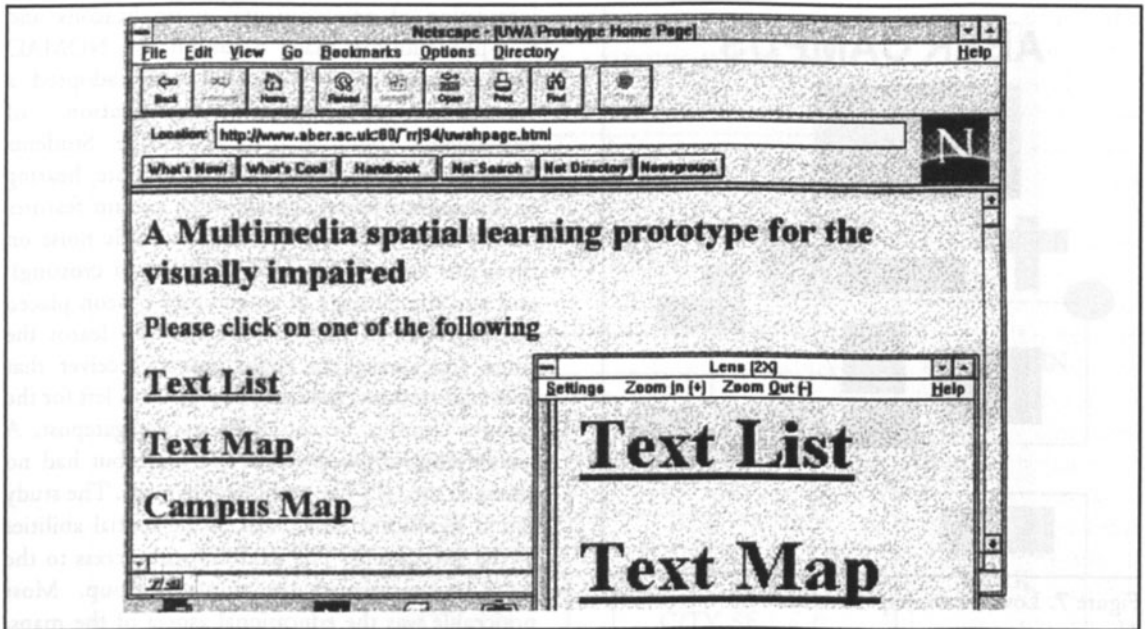 Netscape - [UWA Prototype Home Page]
File Edit View Go Bookmarks Options Directory Help
Back Home Reload Open Print Find
Location: http://www.aber.ac.uk:80/~rrj94/uwahpage.html
N
What's New! What's Cool! Handbook Net Search Net Directory Newsgroups
A Multimedia spatial learning prototype for the
visually impaired
Please click on one of the following
Text List
Text Map
Campus Map
Lens [2X]
Settings Zoom In [+] Zoom Out [-] Help
Text List
Text Map